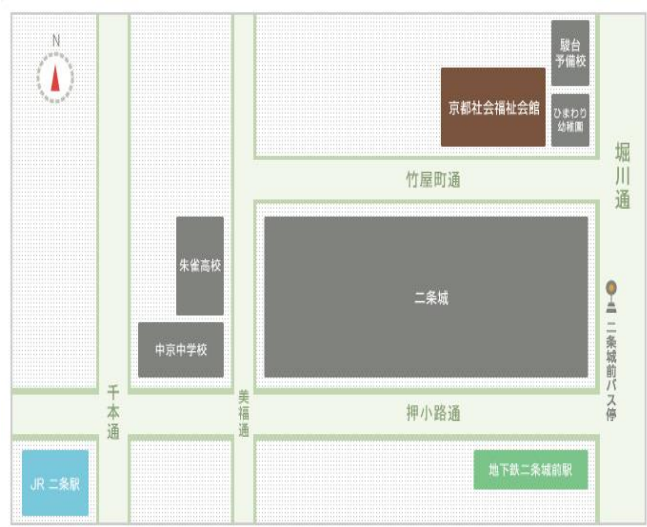 N
駿台
予備校
京都社会福祉会館
ひまわり
幼稚園
堀川通
竹屋町通
朱雀高校
二条城
中京中学校
二条城前バス停
千本通
美福通
押小路通
JR 二条駅
地下鉄二条城前駅